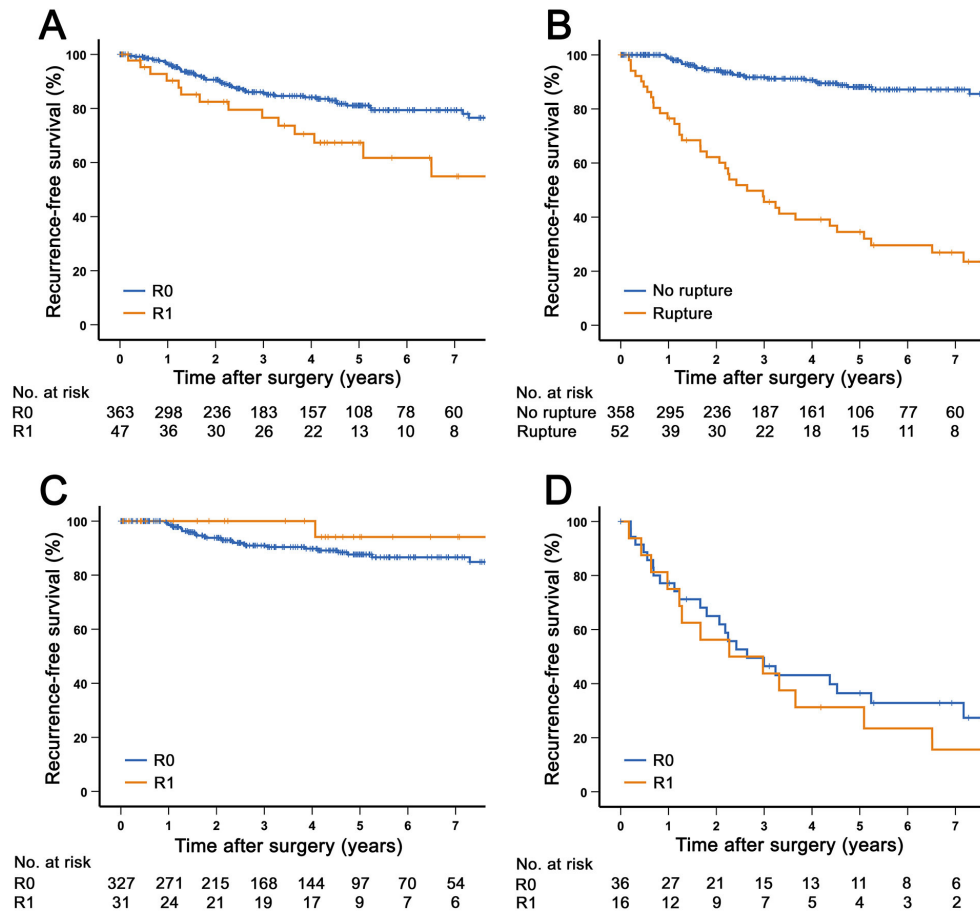 A
Recurrence-free survival (%)
100
80
60
40
20
0
R0
R1
0 1 2 3 4 5 6 7
Time after surgery (years)
No. at risk
R0 363 298 236 183 157 108 78 60
R1 47 36 30 26 22 13 10 8
B
Recurrence-free survival (%)
100
80
60
40
20
0
No rupture
Rupture
0 1 2 3 4 5 6 7
Time after surgery (years)
No. at risk
No rupture 358 295 236 187 161 106 77 60
Rupture 52 39 30 22 18 15 11 8
C
Recurrence-free survival (%)
100
80
60
40
20
0
R0
R1
0 1 2 3 4 5 6 7
Time after surgery (years)
No. at risk
R0 327 271 215 168 144 97 70 54
R1 31 24 21 19 17 9 7 6
D
Recurrence-free survival (%)
100
80
60
40
20
0
R0
R1
0 1 2 3 4 5 6 7
Time after surgery (years)
No. at risk
R0 36 27 21 15 13 11 8 6
R1 16 12 9 7 5 4 3 2